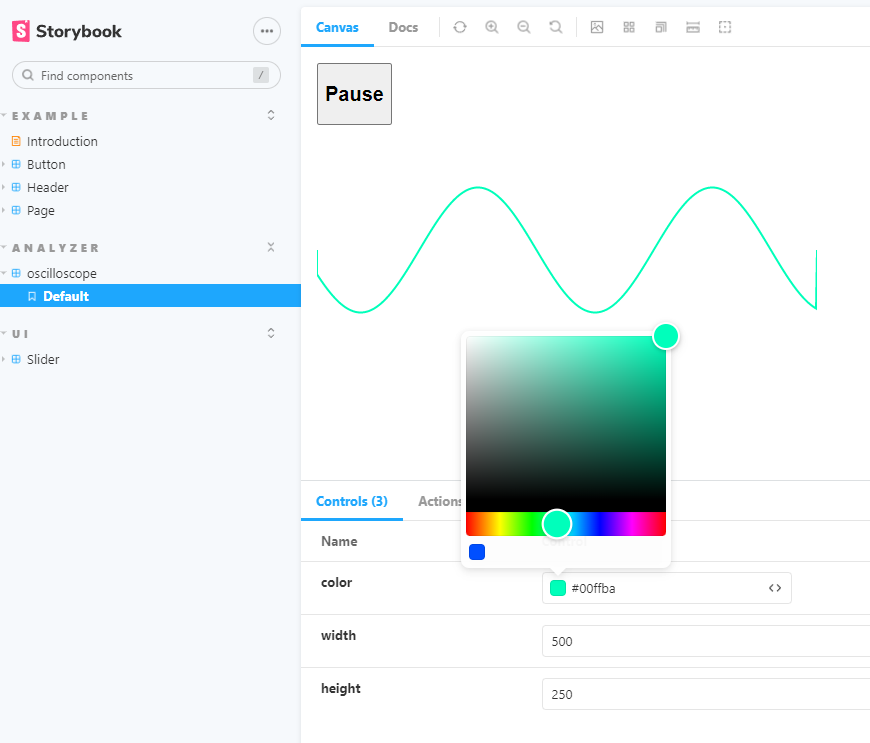 Storybook
Find components /
EXAMPLE
Introduction
Button
Header
Page
ANALYZER
oscilloscope
Default
UI
Slider
Canvas Docs
Pause
Controls (3) Actions
Name
color #00ffba
width 500
height 250